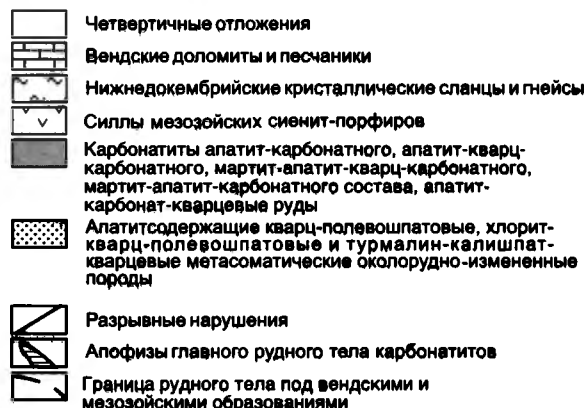 Четвертичные отложения
Вендские доломиты и песчаники
Нижнедокембрийские кристаллические сланцы и гнейсы
Силлы мезозойских сиенит-порфиров
Карбонатиты апатит-карбонатного, апатит-кварц-
карбонатного, мартит-апатит-кварц-карбонатного,
мартит-апатит-карбонатного состава, апатит-
карбонат-кварцевые руды
Апатитсодержащие кварц-полевошпатовые, хлорит-
кварц-полевошпатовые и турмалин-калишпат-
кварцевые метасоматические околорудно-измененные
породы
Разрывные нарушения
Апофизы главного рудного тела карбонатитов
Граница рудного тела под вендскими и
мезозойскими образованиями